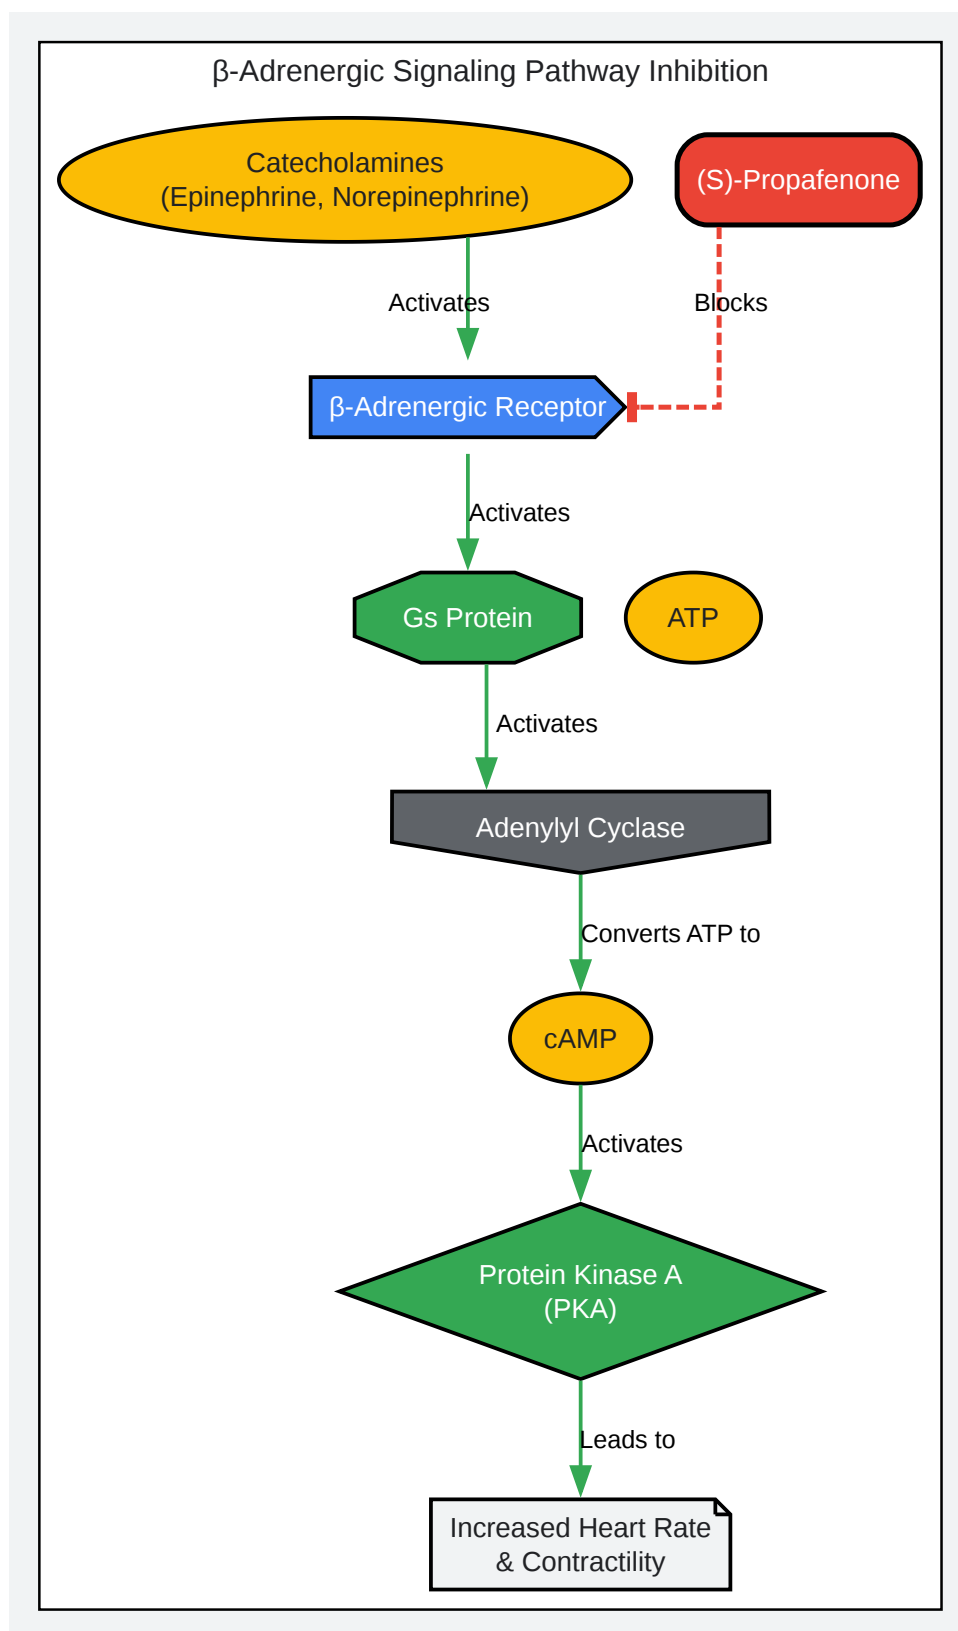 β-Adrenergic Signaling Pathway Inhibition
Catecholamines
(Epinephrine, Norepinephrine)
(S)-Propafenone
Activates
Blocks
β-Adrenergic Receptor
Activates
Gs Protein
ATP
Activates
Adenylyl Cyclase
Converts ATP to
cAMP
Activates
Protein Kinase A
(PKA)
Leads to
Increased Heart Rate
& Contractility